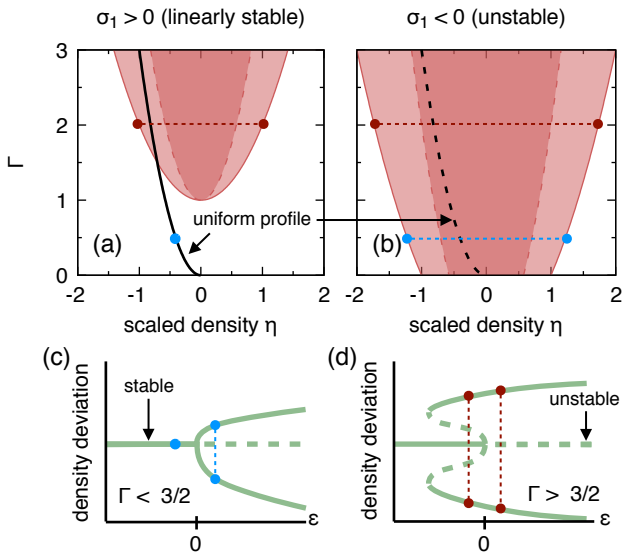 σ₁ > 0 (linearly stable)
σ₁ < 0 (unstable)
3
2
1
0
Γ
uniform profile
(a)
(b)
-2
-1
0
1
2
-2
-1
0
1
2
scaled density η
scaled density η
(c)
(d)
density deviation
stable
Γ < 3/2
0
ε
density deviation
unstable
Γ > 3/2
0
ε